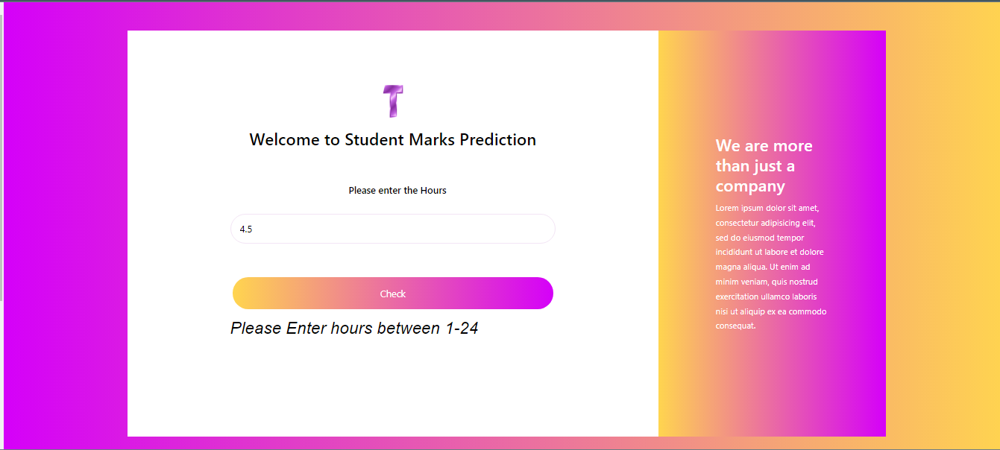 T
Welcome to Student Marks Prediction
Please enter the Hours
4.5
Check
Please Enter hours between 1-24
We are more
than just a
company
Lorem ipsum dolor sit amet,
consectetur adipisicing elit,
sed do eiusmod tempor
incididunt ut labore et dolore
magna aliqua. Ut enim ad
minim veniam, quis nostrud
exercitation ullamco laboris
nisi ut aliquip ex ea commodo
consequat.